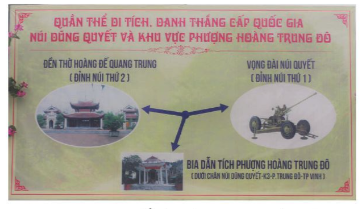 QUẦN THỂ DI TÍCH, DANH THẮNG CẤP QUỐC GIA
NÚI DŨNG QUYẾT VÀ KHU VỰC PHƯỢNG HOÀNG TRUNG ĐÔ
ĐỀN THỜ HOÀNG ĐẾ QUANG TRUNG
(ĐỈNH NÚI THỨ 2)
VỌNG ĐÀI NÚI QUYẾT
(ĐỈNH NÚI THỨ 1)
BIA DẪN TÍCH PHƯỢNG HOÀNG TRUNG ĐÔ
(DƯỚI CHÂN NÚI DŨNG QUYẾT-K3-P.TRUNG ĐÔ-TP VINH)